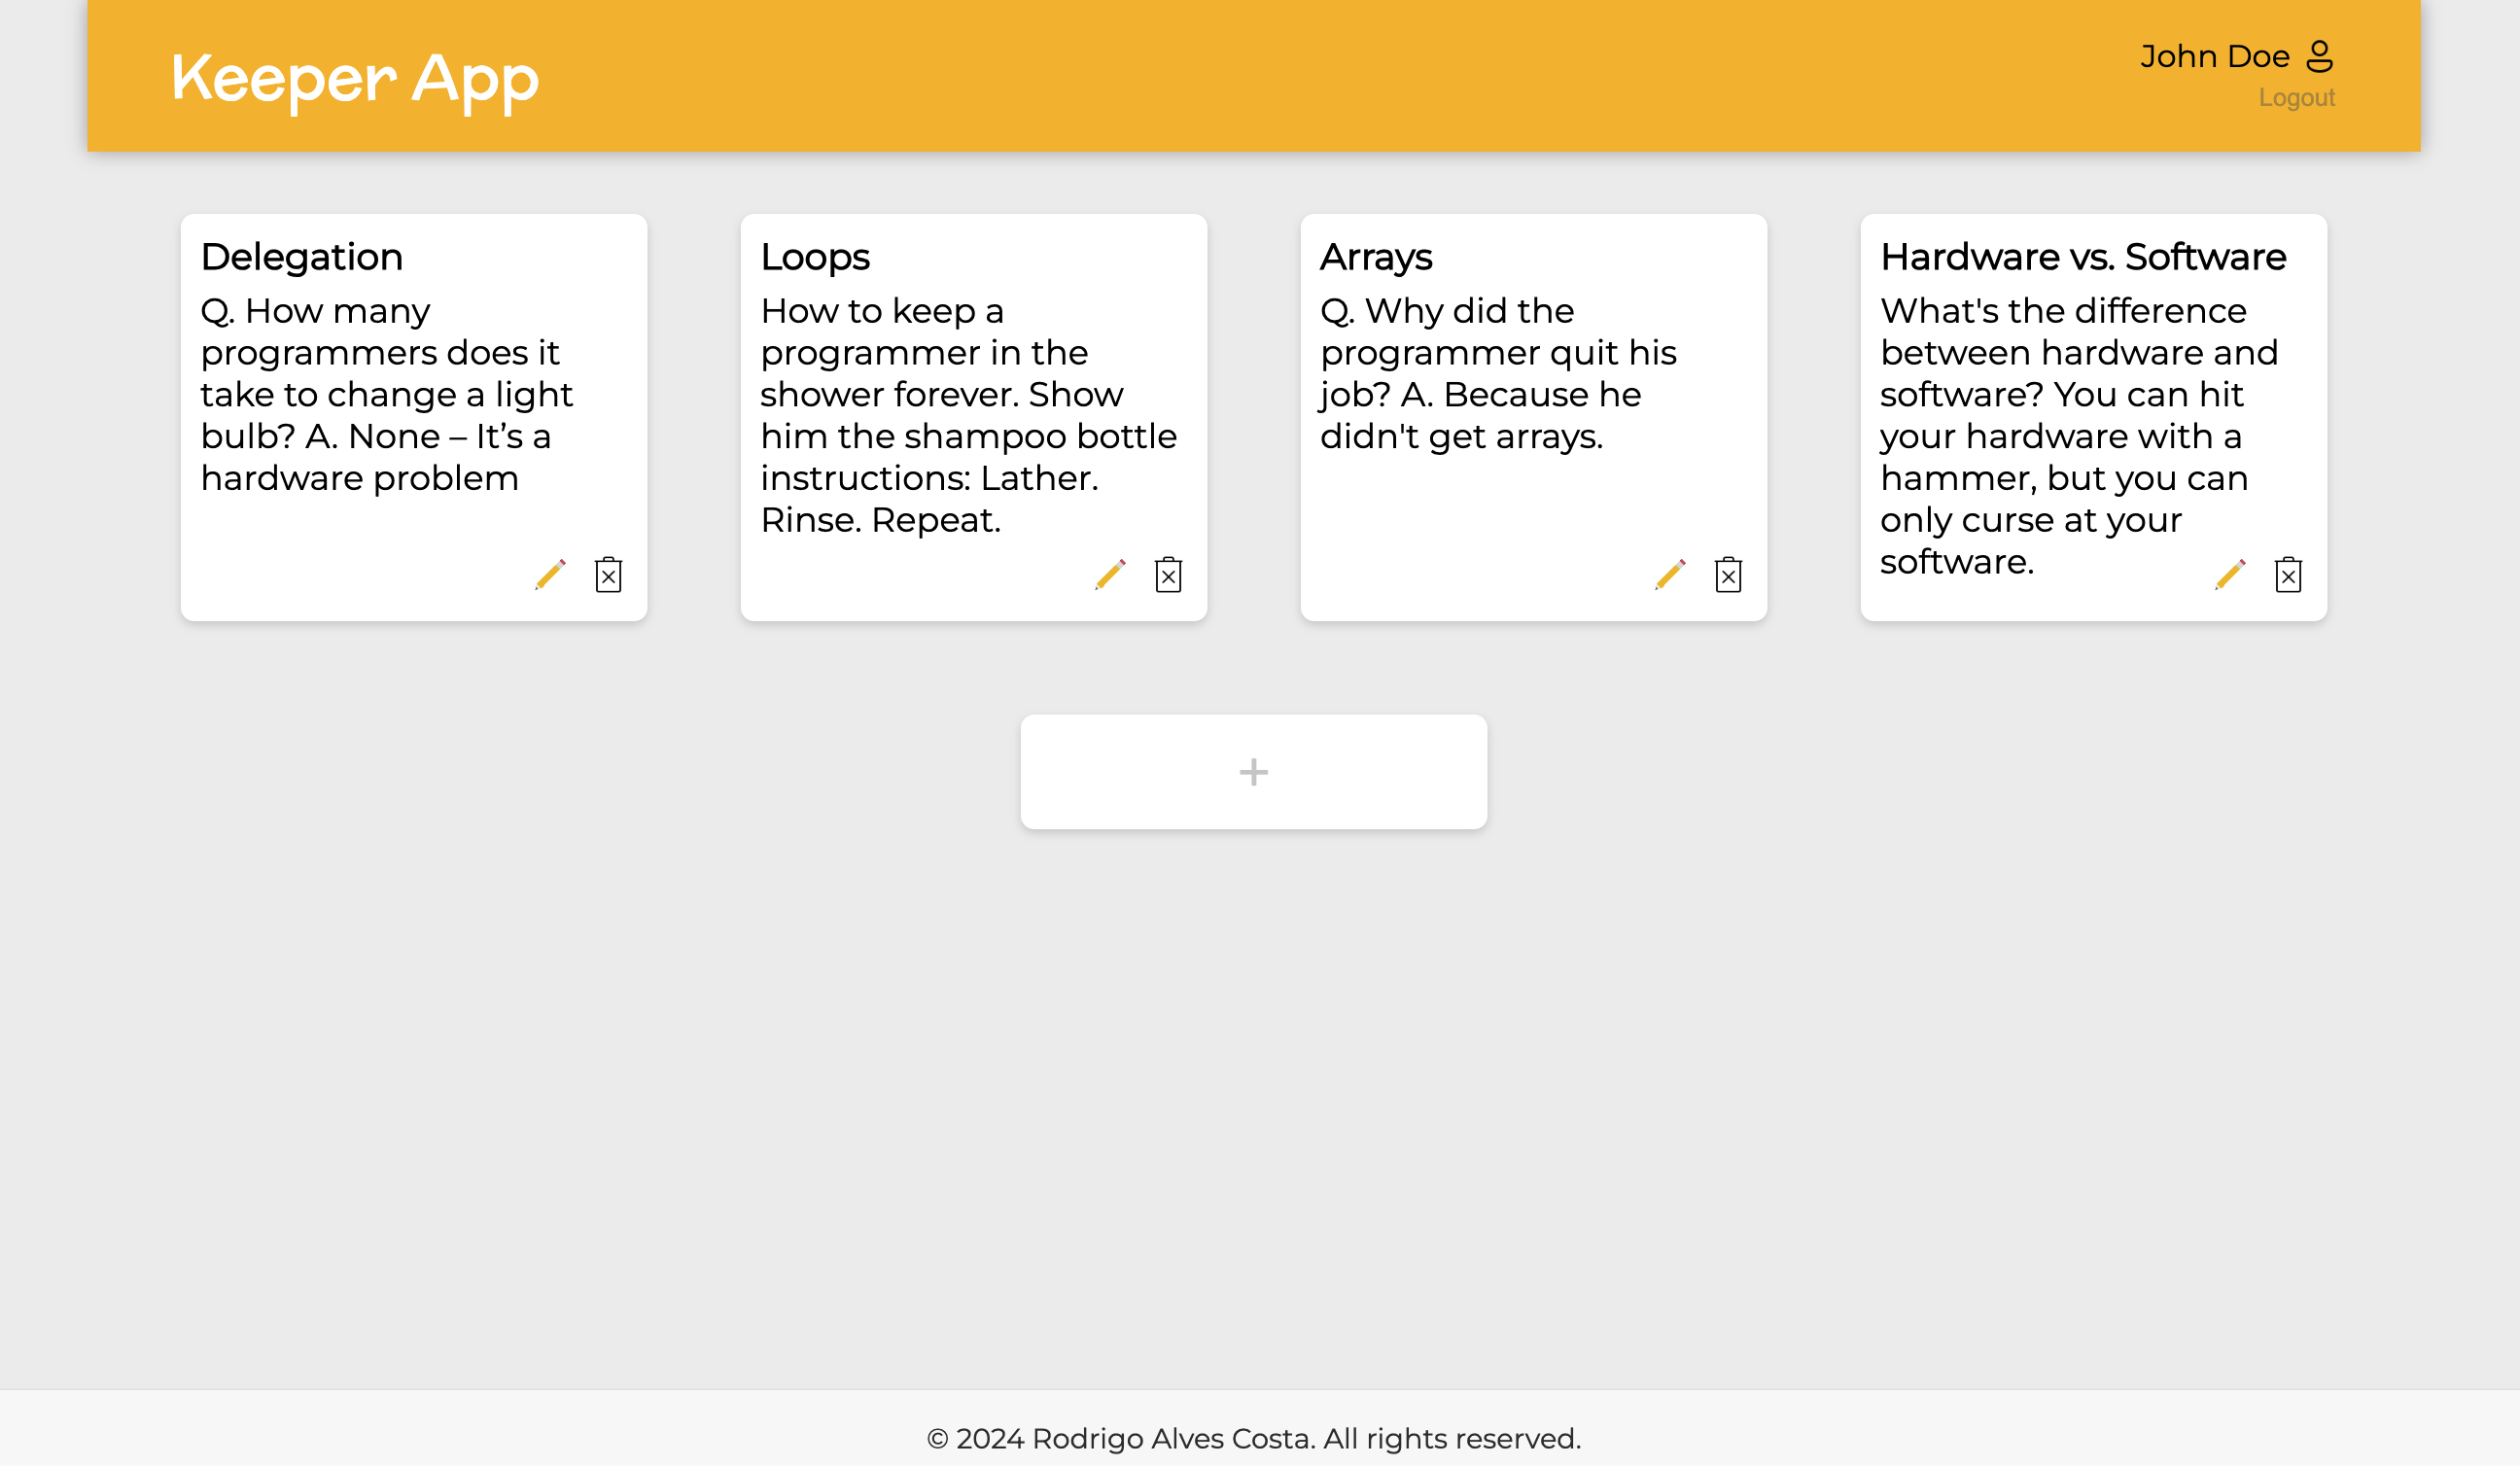 Keeper App
John Doe
Logout
Delegation
Q. How many
programmers does it
take to change a light
bulb? A. None – It’s a
hardware problem
Loops
How to keep a
programmer in the
shower forever. Show
him the shampoo bottle
instructions: Lather.
Rinse. Repeat.
Arrays
Q. Why did the
programmer quit his
job? A. Because he
didn't get arrays.
Hardware vs. Software
What's the difference
between hardware and
software? You can hit
your hardware with a
hammer, but you can
only curse at your
software.
+
© 2024 Rodrigo Alves Costa. All rights reserved.